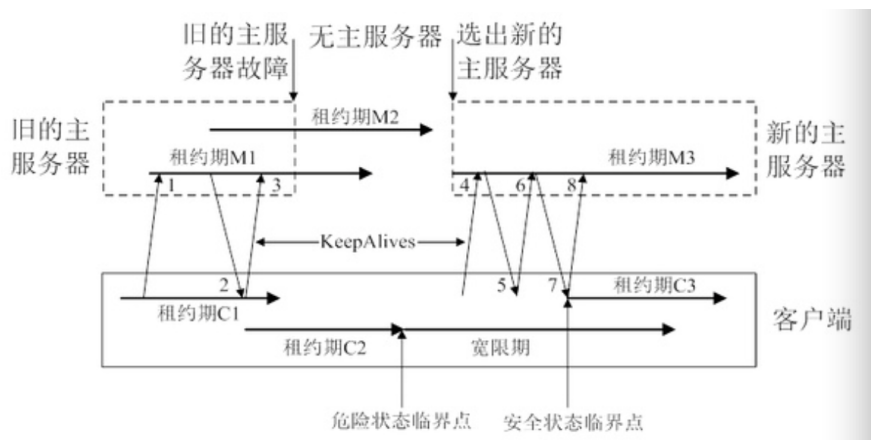 旧的主服
务器故障
无主服务器
选出新的
主服务器
旧的主
服务器
租约期M2
租约期M1
租约期M3
新的主
服务器
1
3
4
6
8
KeepAlives
2
5
7
租约期C1
租约期C3
客户端
租约期C2
宽限期
危险状态临界点
安全状态临界点